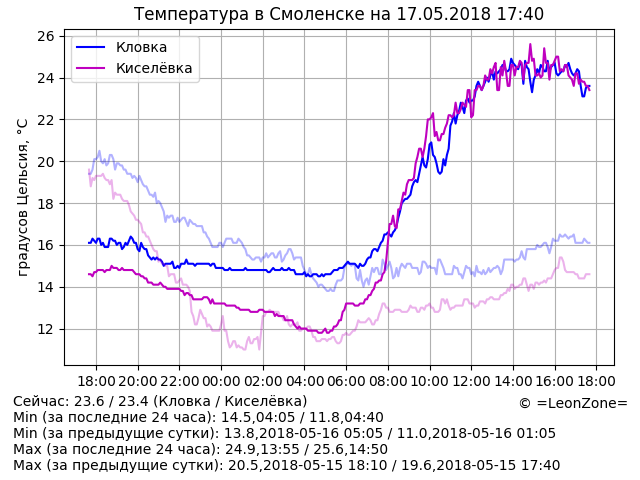 Температура в Смоленске на 17.05.2018 17:40
26
24
22
20
18
16
14
12
градусов Цельсия, °C
Кловка
Киселёвка
18:00 20:00 22:00 00:00 02:00 04:00 06:00 08:00 10:00 12:00 14:00 16:00 18:00
Сейчас: 23.6 / 23.4 (Кловка / Киселёвка)
© =LeonZone=
Min (за последние 24 часа): 14.5,04:05 / 11.8,04:40
Min (за предыдущие сутки): 13.8,2018-05-16 05:05 / 11.0,2018-05-16 01:05
Max (за последние 24 часа): 24.9,13:55 / 25.6,14:50
Max (за предыдущие сутки): 20.5,2018-05-15 18:10 / 19.6,2018-05-15 17:40